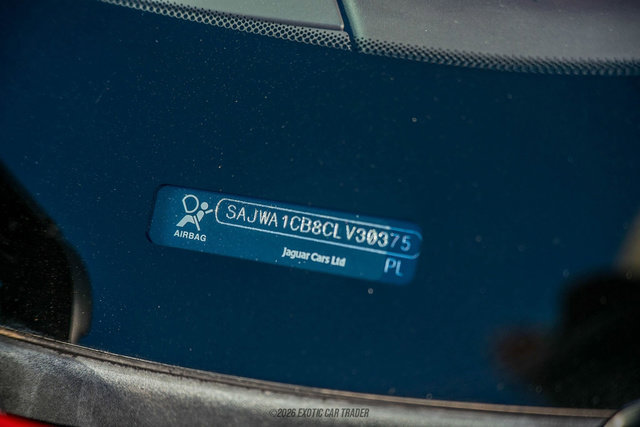 SAJWA1CB8CLV30375
AIRBAG
Jaguar Cars Ltd
PL
©2026 EXOTIC CAR TRADER